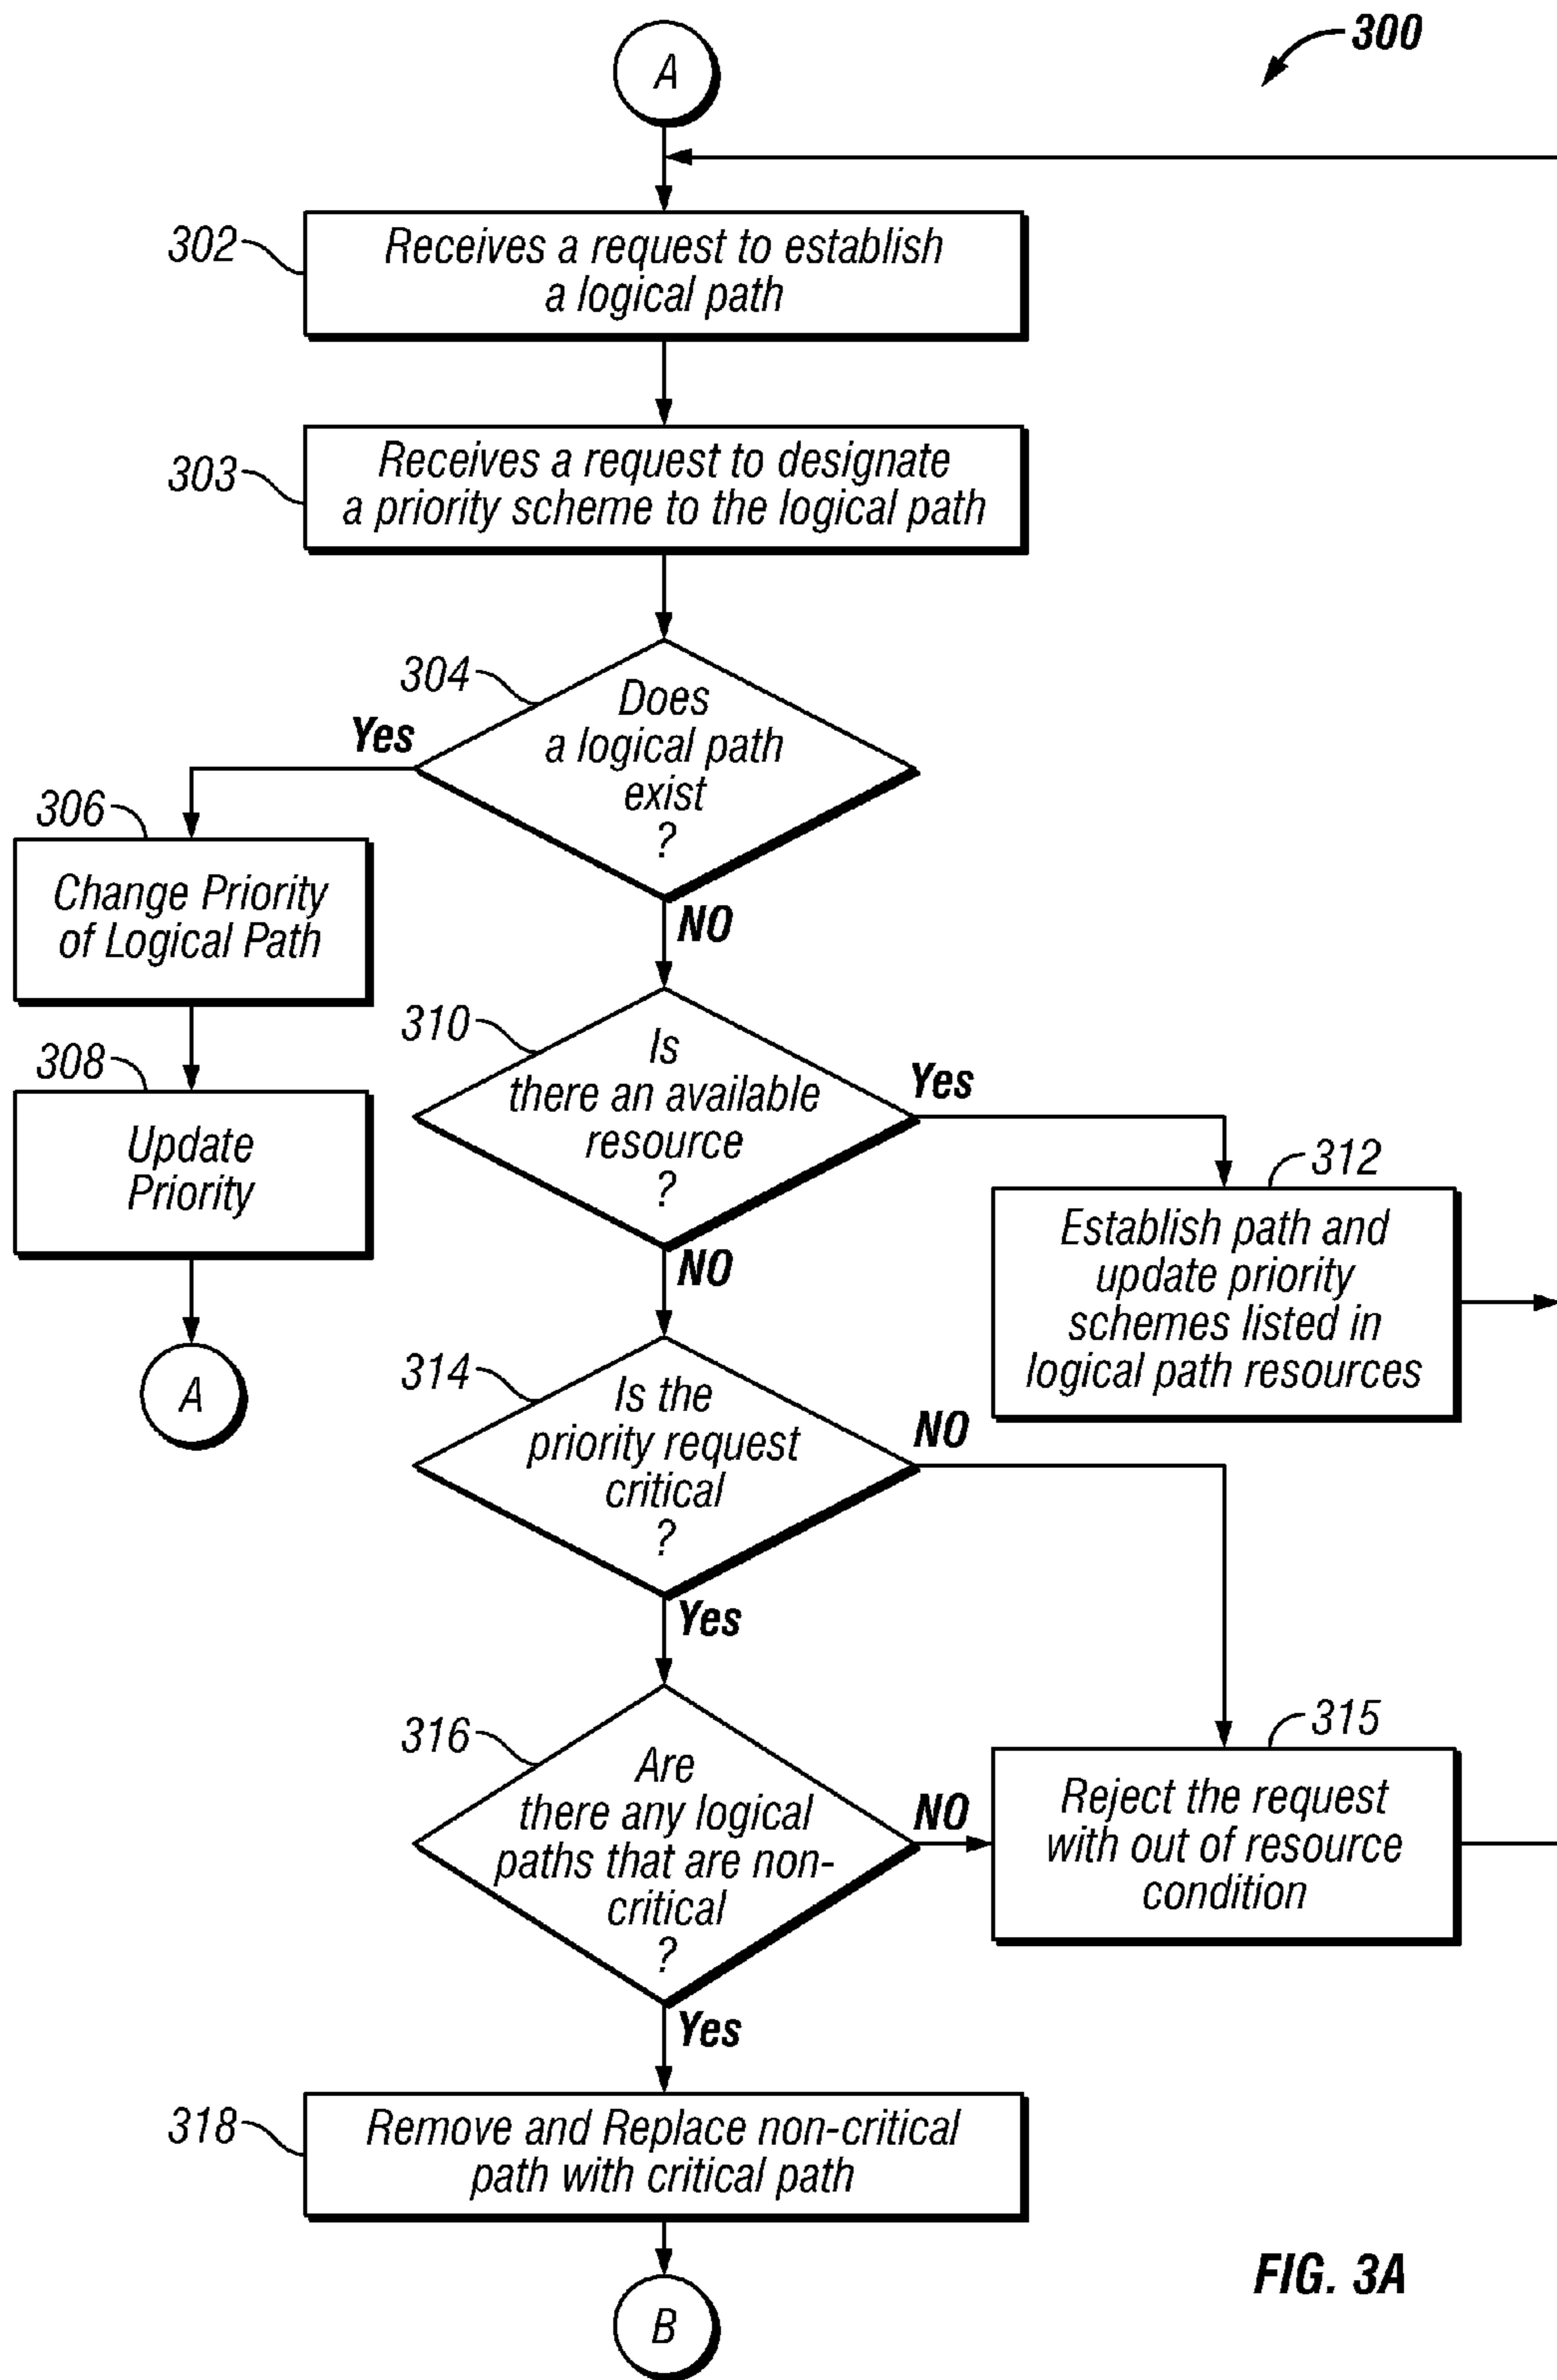 A
300
302
Receives a request to establish
a logical path
303
Receives a request to designate
a priority scheme to the logical path
304
Does
a logical path
exist
?
Yes
NO
306
Change Priority
of Logical Path
308
Update
Priority
A
310
Is
there an available
resource
?
Yes
NO
312
Establish path and
update priority
schemes listed in
logical path resources
314
Is the
priority request
critical
?
NO
Yes
315
Reject the request
with out of resource
condition
316
Are
there any logical
paths that are non-
critical
?
NO
Yes
318
Remove and Replace non-critical
path with critical path
B
FIG. 3A